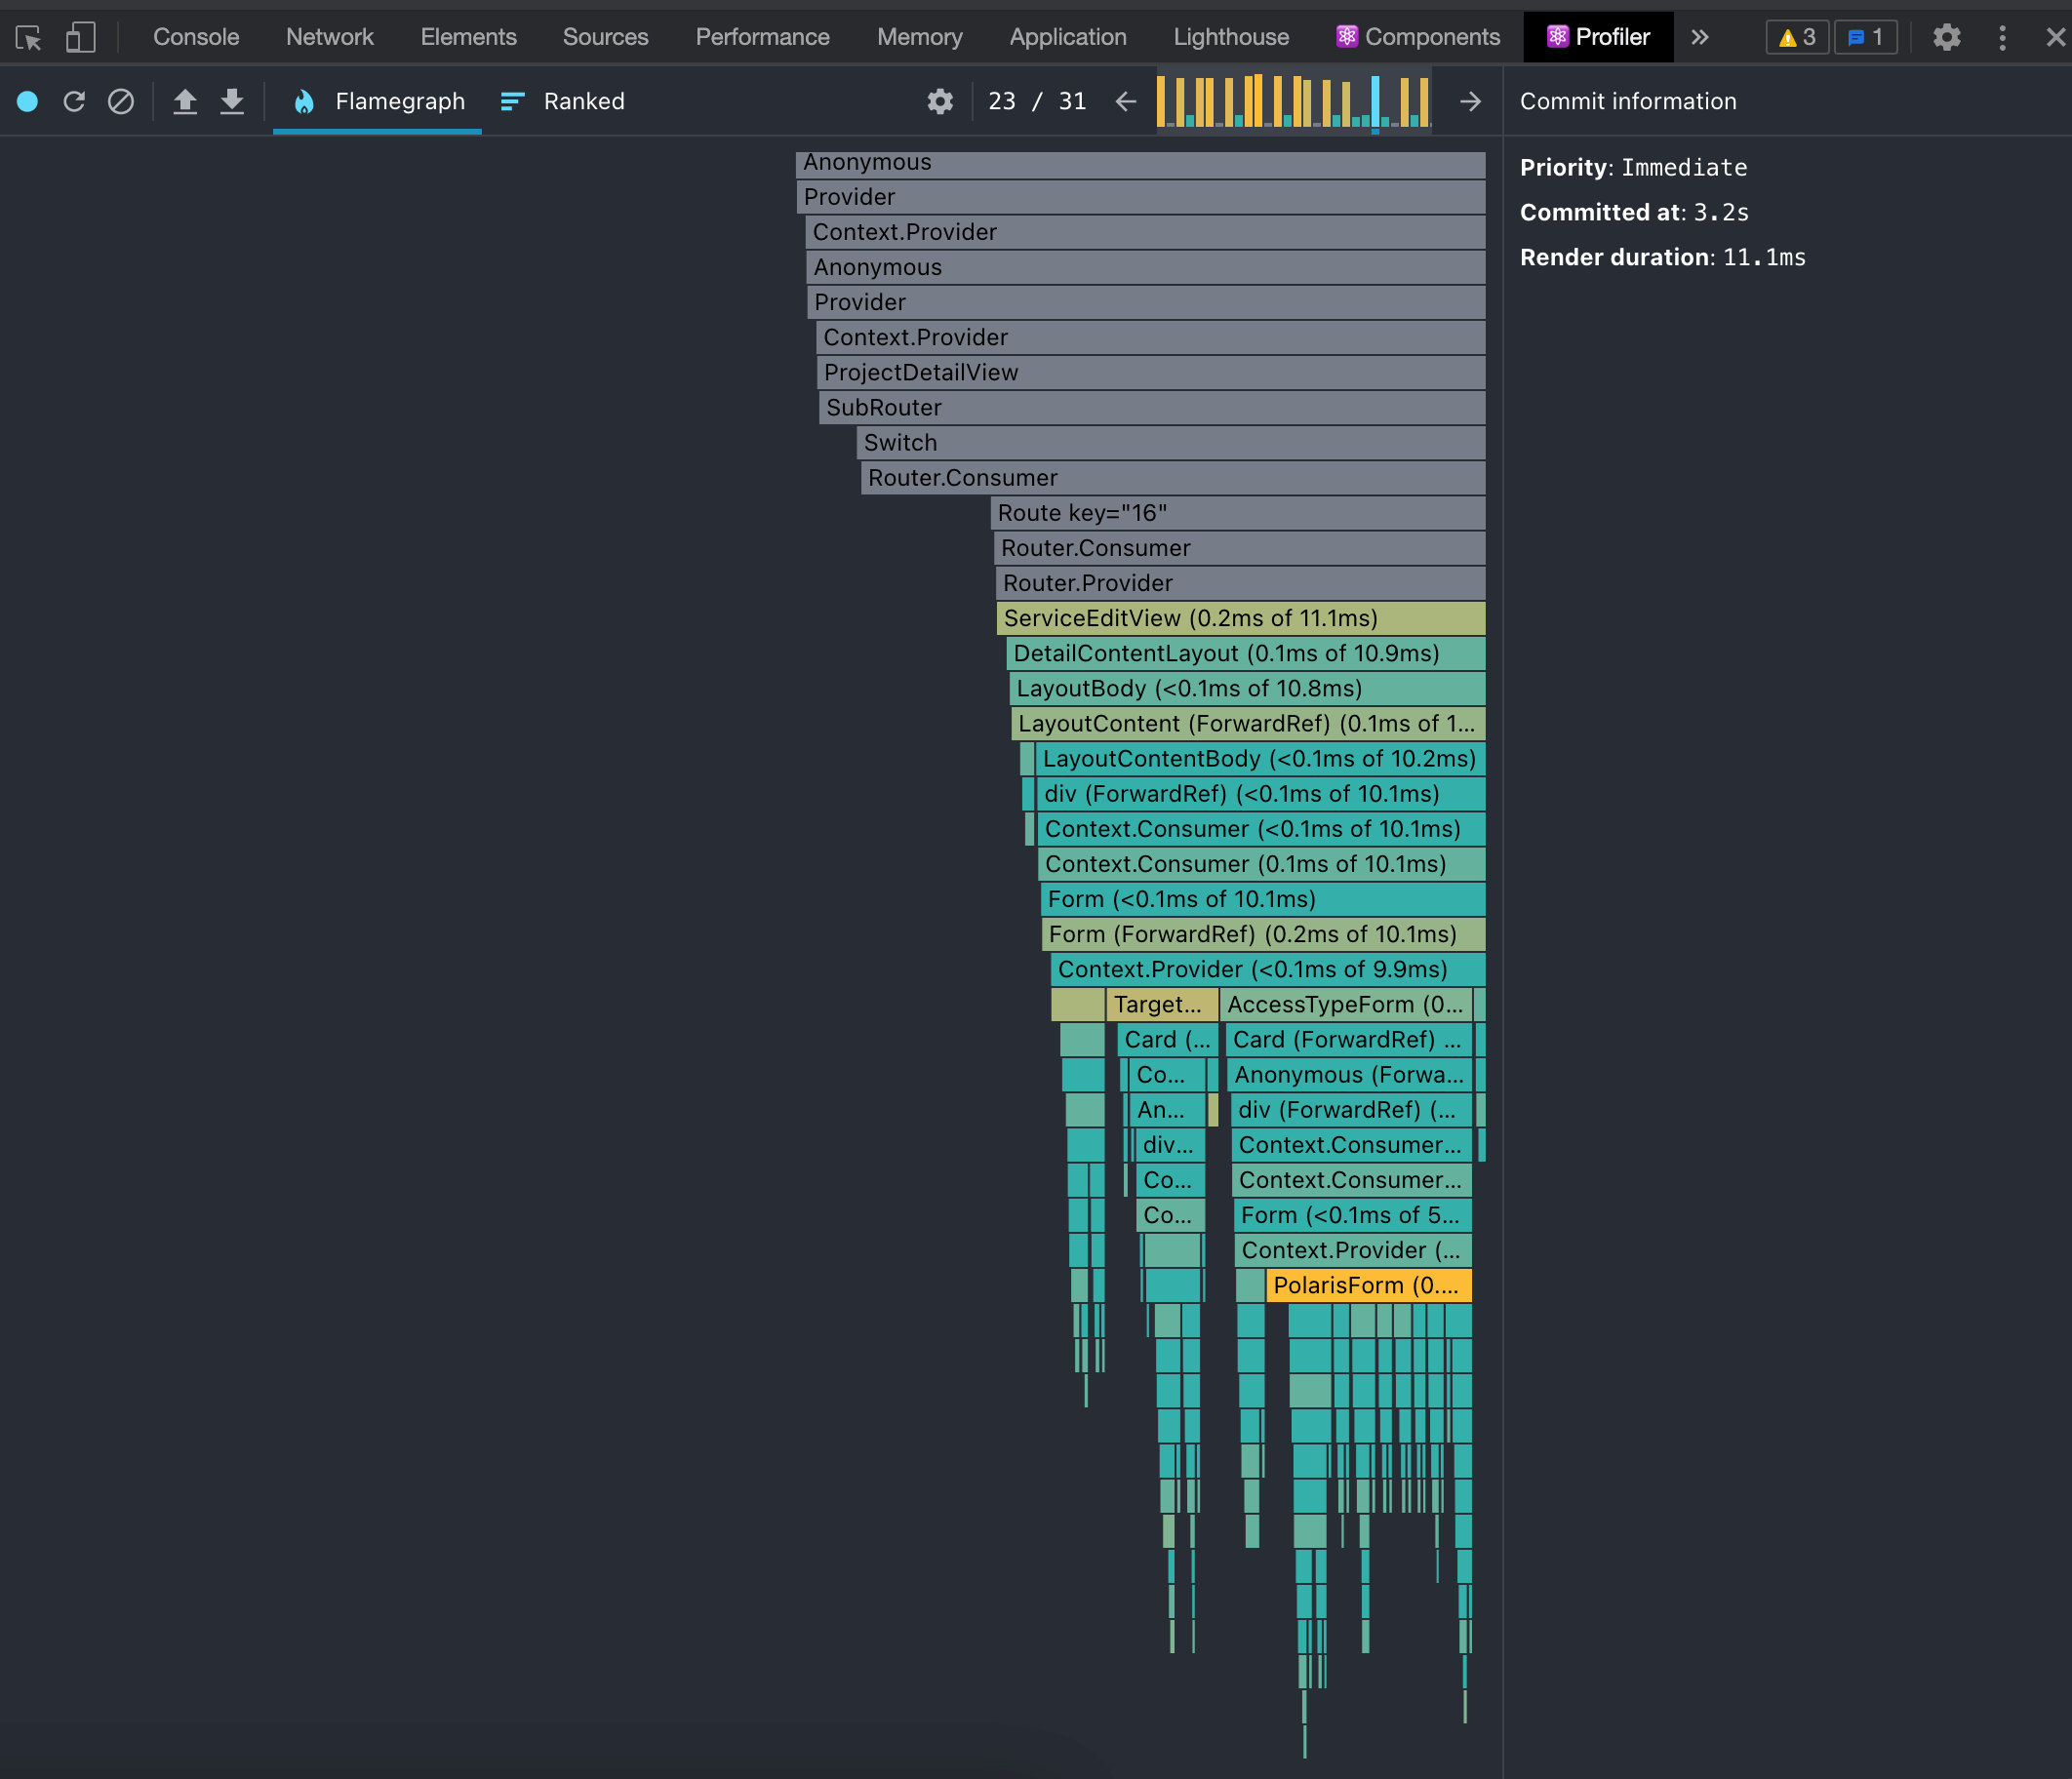 Console Network Elements Sources Performance Memory Application Lighthouse Components Profiler » 3 1
Flamegraph Ranked 23 / 31 Commit information
Priority: Immediate
Committed at: 3.2s
Render duration: 11.1ms
Anonymous
Provider
Context.Provider
Anonymous
Provider
Context.Provider
ProjectDetailView
SubRouter
Switch
Router.Consumer
Route key="16"
Router.Consumer
Router.Provider
ServiceEditView (0.2ms of 11.1ms)
DetailContentLayout (0.1ms of 10.9ms)
LayoutBody (<0.1ms of 10.8ms)
LayoutContent (ForwardRef) (0.1ms of 1...
LayoutContentBody (<0.1ms of 10.2ms)
div (ForwardRef) (<0.1ms of 10.1ms)
Context.Consumer (<0.1ms of 10.1ms)
Context.Consumer (0.1ms of 10.1ms)
Form (<0.1ms of 10.1ms)
Form (ForwardRef) (0.2ms of 10.1ms)
Context.Provider (<0.1ms of 9.9ms)
Target... AccessTypeForm (0...
Card (... Card (ForwardRef) ...
Co... Anonymous (Forwa...
An... div (ForwardRef) (...
div... Context.Consumer...
Co... Context.Consumer...
Co... Form (<0.1ms of 5...
Context.Provider (...
PolarisForm (0....